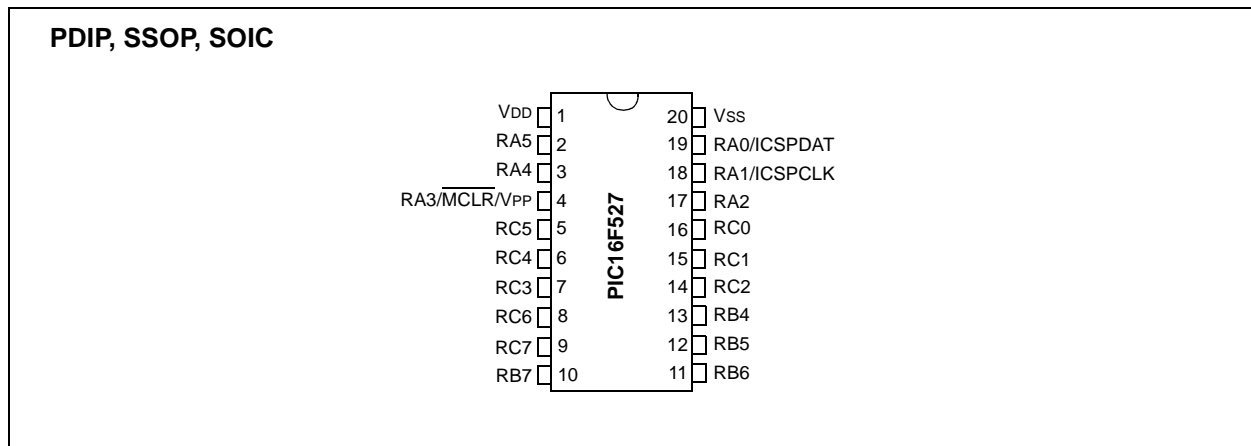 PDIP, SSOP, SOIC
VDD 1 20 VSS
RA5 2 19 RA0/ICSPDAT
RA4 3 18 RA1/ICSPCLK
RA3/MCLR/VPP 4 17 RA2
RC5 5 16 RC0
RC4 6 15 RC1
RC3 7 14 RC2
RC6 8 13 RB4
RC7 9 12 RB5
RB7 10 11 RB6
PIC16F527